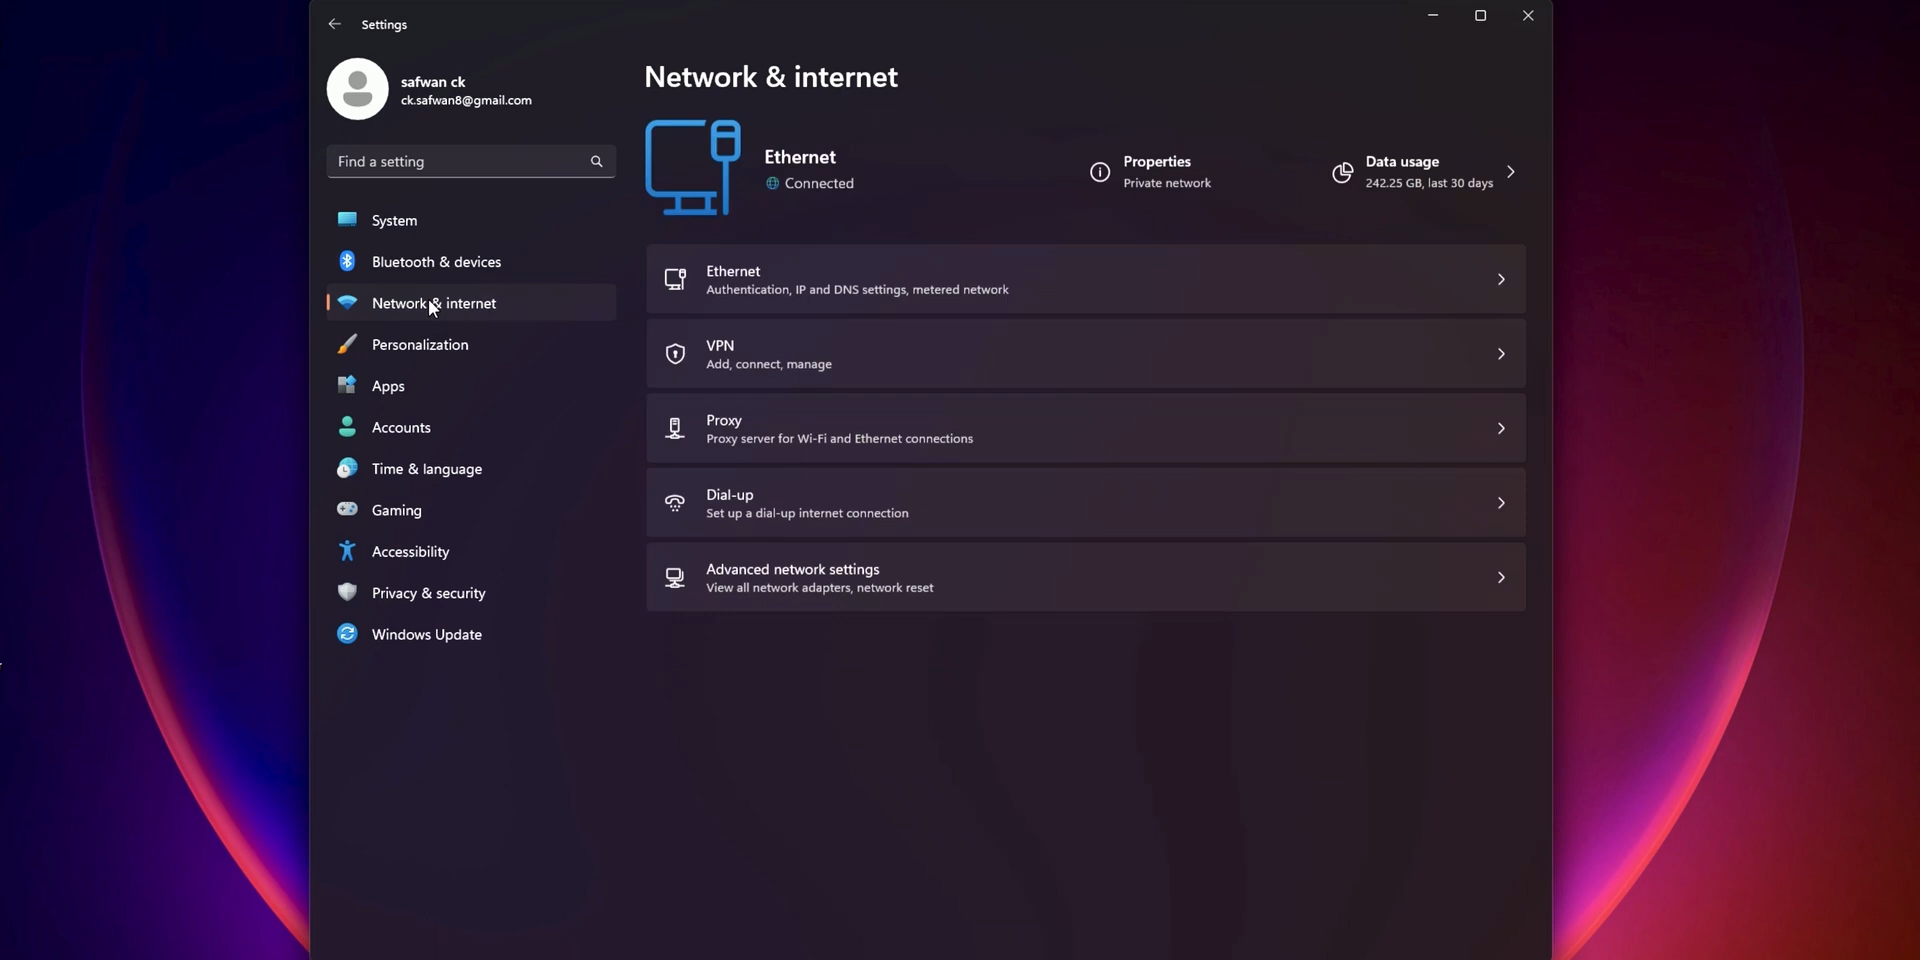 Settings
safwan ck
ck.safwan8@gmail.com
Find a setting
System
Bluetooth & devices
Network & internet
Personalization
Apps
Accounts
Time & language
Gaming
Accessibility
Privacy & security
Windows Update
Network & internet
Ethernet
Connected
Properties
Private network
Data usage
242.25 GB, last 30 days
Ethernet
Authentication, IP and DNS settings, metered network
VPN
Add, connect, manage
Proxy
Proxy server for Wi-Fi and Ethernet connections
Dial-up
Set up a dial-up internet connection
Advanced network settings
View all network adapters, network reset